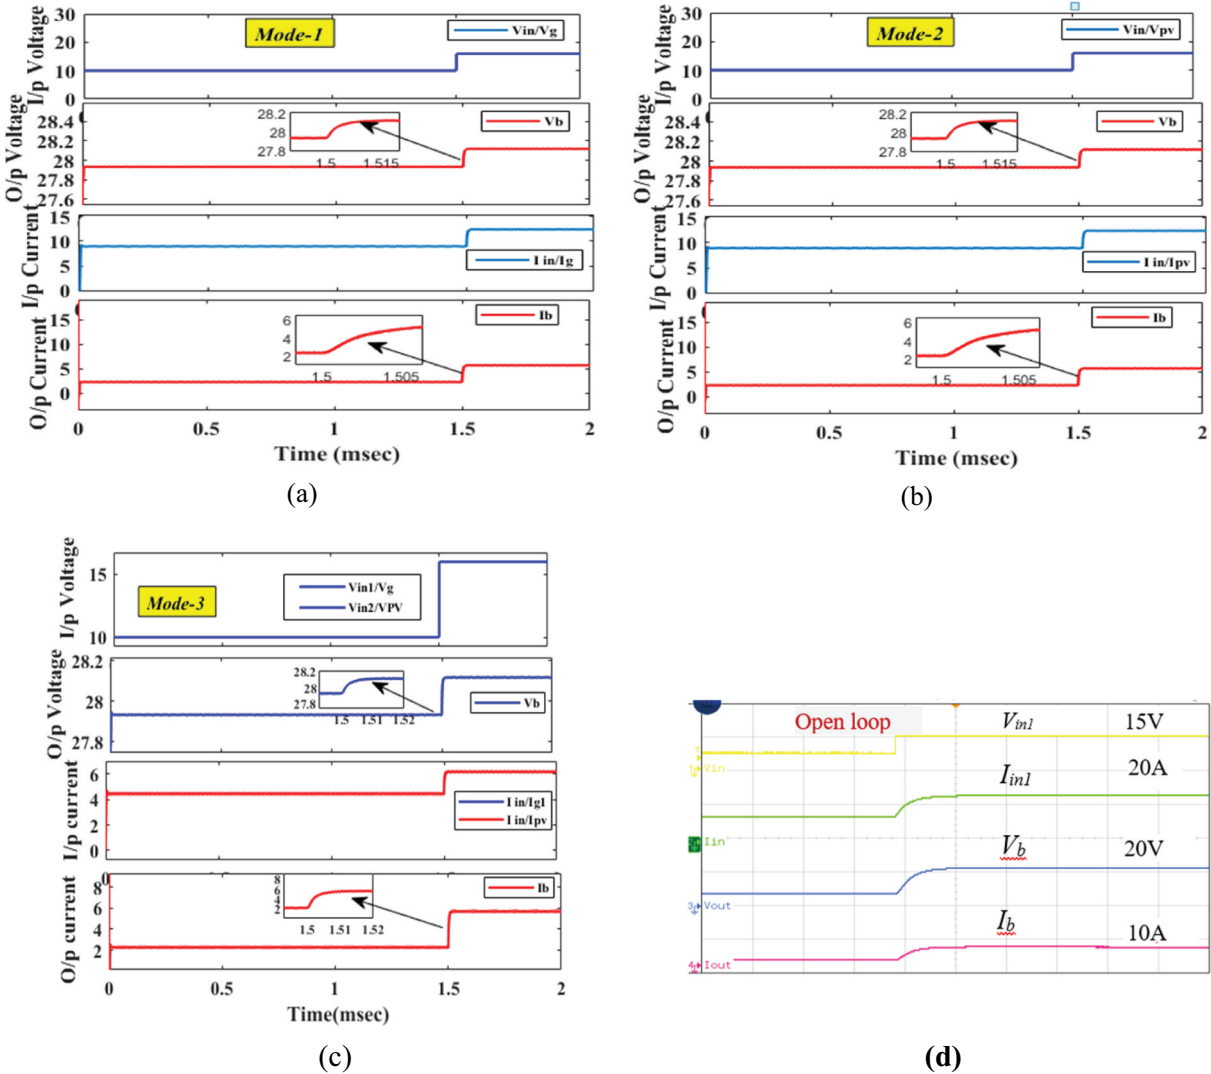 Mode-1
Vin/Vg
I/p Voltage
30
20
10
0
Vb
O/p Voltage
28.4
28.2
28
27.8
27.6
28.2
28
27.8
1.5
1.515
I in/Ig
I/p Current
15
10
5
0
Ib
O/p Current
15
10
5
0
6
4
2
1.5
1.505
0
0.5
1
1.5
2
Time (msec)
(a)
Mode-2
Vin/Vpv
I/p Voltage
30
20
10
0
Vb
O/p Voltage
28.4
28.2
28
27.8
27.6
28.2
28
27.8
1.5
1.515
I in/Ipv
I/p Current
15
10
5
0
Ib
O/p Current
15
10
5
0
6
4
2
1.5
1.505
0
0.5
1
1.5
2
Time (msec)
(b)
Mode-3
Vin1/Vg
Vin2/VPV
I/p Voltage
15
10
Vb
O/p Voltage
28.2
28
27.8
28.2
28
27.8
1.5
1.51
1.52
I in/IgI
I in/Ipv
I/p current
6
4
2
0
Ib
O/p current
8
6
4
2
8
6
4
2
1.5
1.51
1.52
0
0.5
1
1.5
2
Time(msec)
(c)
Open loop
Vin1
15V
Vin
Iin1
20A
Iin
Vb
20V
Vout
Ib
10A
Iout
(d)